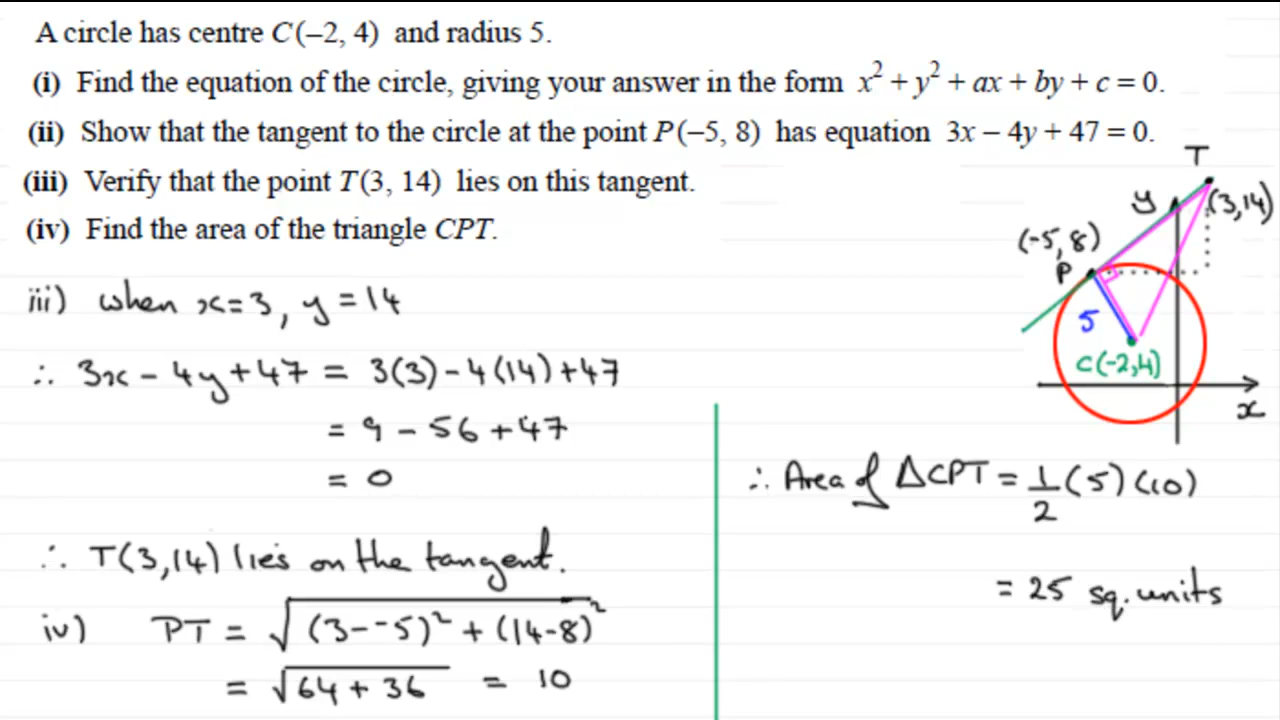 A circle has centre C(–2, 4) and radius 5.
(i) Find the equation of the circle, giving your answer in the form x² + y² + ax + by + c = 0.
(ii) Show that the tangent to the circle at the point P(–5, 8) has equation 3x – 4y + 47 = 0.
(iii) Verify that the point T(3, 14) lies on this tangent.
(iv) Find the area of the triangle CPT.
T
y
(3,14)
(-5,8)
P
5
C(-2,4)
x
iii) when x=3, y=14
∴ 3x - 4y + 47 = 3(3) - 4(14) + 47
= 9 - 56 + 47
= 0
∴ T(3,14) lies on the tangent.
iv) PT = √(3--5)² + (14-8)²
= √64 + 36 = 10
∴ Area of ΔCPT = 1/2 (5)(10)
= 25 sq. units